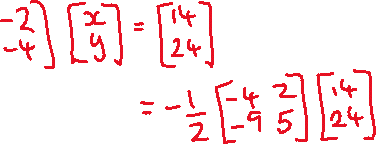 -2 ] [ x ] = [ 14 ]
-4 ] [ y ] = [ 24 ]
= - 1/2 [ -4 2 ] [ 14 ]
[ -9 5 ] [ 24 ]